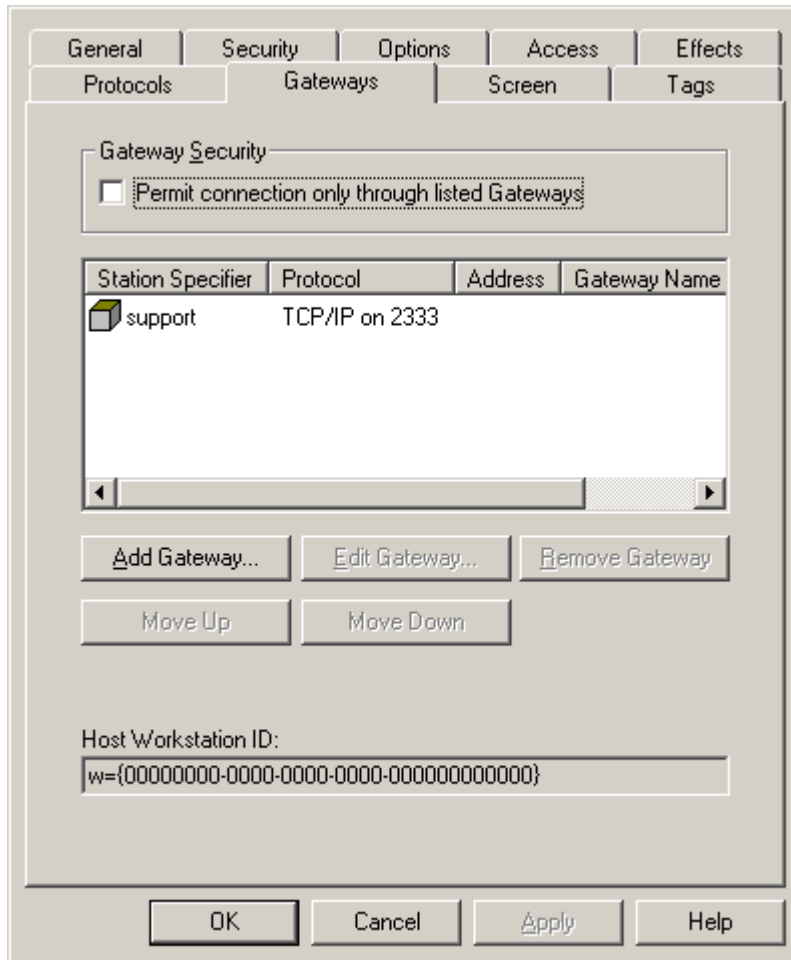 General Security Options Access Effects
Protocols Gateways Screen Tags
Gateway Security
Permit connection only through listed Gateways
Station Specifier Protocol Address Gateway Name
support TCP/IP on 2333
Add Gateway... Edit Gateway... Remove Gateway
Move Up Move Down
Host Workstation ID:
w={00000000-0000-0000-0000-000000000000}
OK Cancel Apply Help